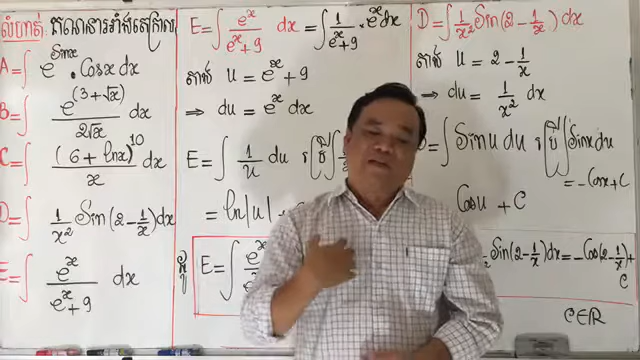 លំហាត់ គណនាអាំងតេក្រាល
A = ∫ e^sinx . Cosx dx
B = ∫ e^(3+√x) / 2√x dx
C = ∫ (6 + lnx)^10 / x dx
D = ∫ 1/x² Sin(2 - 1/x) dx
E = ∫ e^x / e^x + 9 dx
E = ∫ e^x / e^x + 9 dx = ∫ 1 / e^x + 9 × e^x dx
តាង u = e^x + 9
⇒ du = e^x dx
E = ∫ 1/u du
= ln|u| +
E = ∫
D = ∫ 1/x² Sin(2 - 1/x) dx
តាង u = 2 - 1/x
⇒ du = 1/x² dx
= ∫ Sinu du ∫ Sinx du
= -Cosx + C
Cosu + C
Sin(2 - 1/x) dx = -Cos(2 - 1/x) + C
C ∈ ℝ